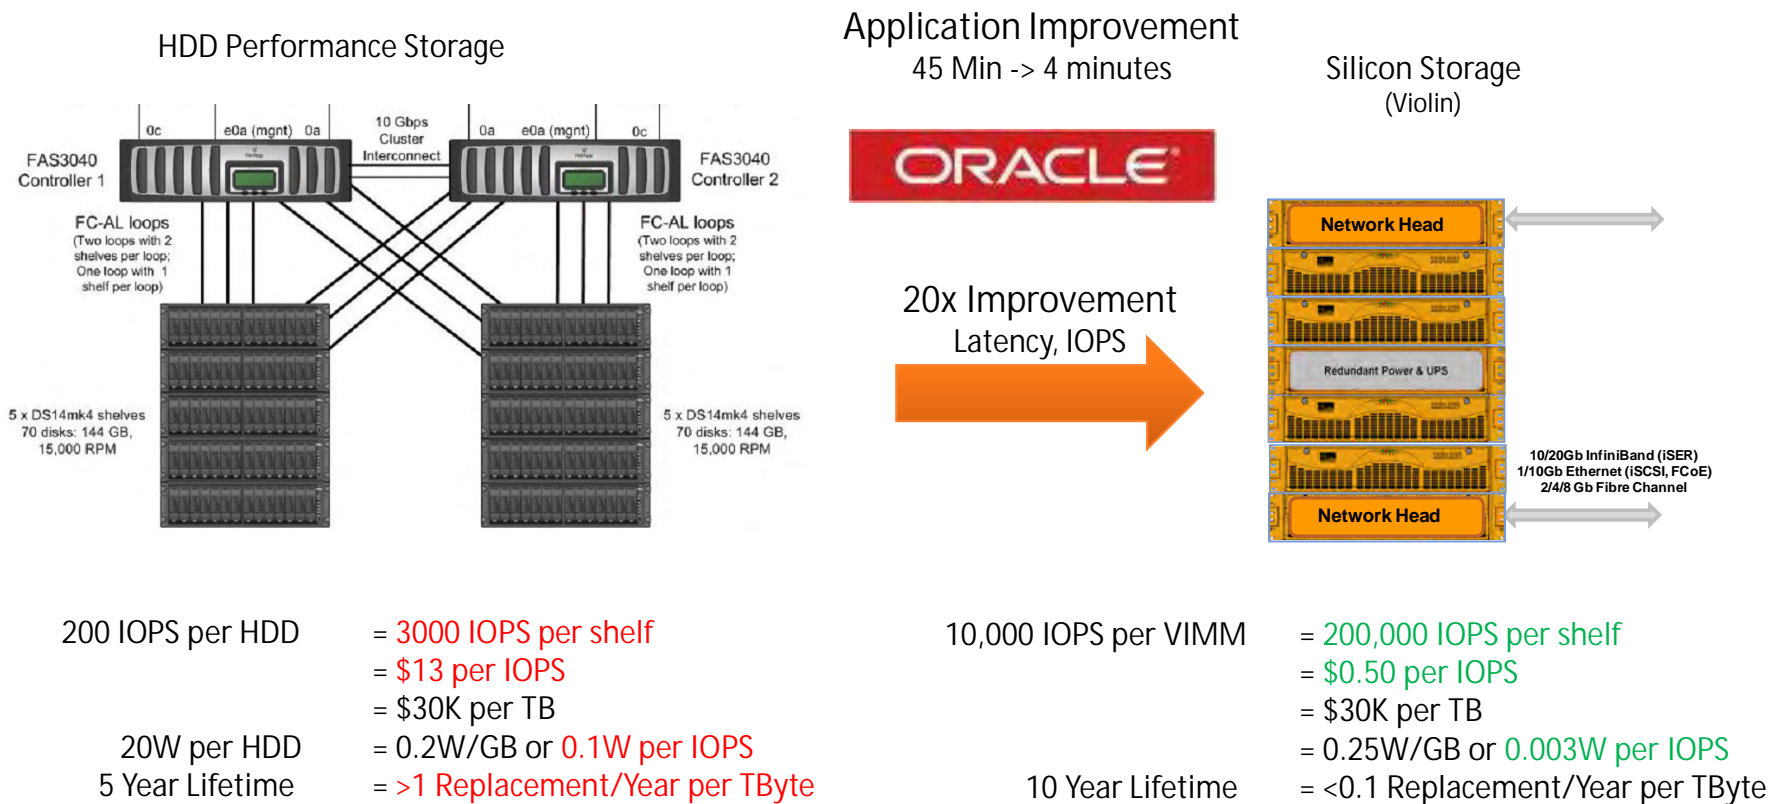 HDD Performance Storage
Application Improvement
45 Min -> 4 minutes
Silicon Storage
(Violin)
0c
e0a (mgnt)
0a
10 Gbps
Cluster
Interconnect
0a
e0a (mgnt)
0c
FAS3040
Controller 1
FAS3040
Controller 2
FC-AL loops
(Two loops with 2
shelves per loop;
One loop with 1
shelf per loop)
FC-AL loops
(Two loops with 2
shelves per loop;
One loop with 1
shelf per loop)
5 x DS14mk4 shelves
70 disks: 144 GB,
15,000 RPM
5 x DS14mk4 shelves
70 disks: 144 GB,
15,000 RPM
ORACLE
20x Improvement
Latency, IOPS
Network Head
Redundant Power & UPS
Network Head
10/20Gb InfiniBand (iSER)
1/10Gb Ethernet (iSCSI, FCoE)
2/4/8 Gb Fibre Channel
200 IOPS per HDD = 3000 IOPS per shelf
= $13 per IOPS
= $30K per TB
20W per HDD = 0.2W/GB or 0.1W per IOPS
5 Year Lifetime = >1 Replacement/Year per TByte
10,000 IOPS per VIMM = 200,000 IOPS per shelf
= $0.50 per IOPS
= $30K per TB
= 0.25W/GB or 0.003W per IOPS
10 Year Lifetime = <0.1 Replacement/Year per TByte